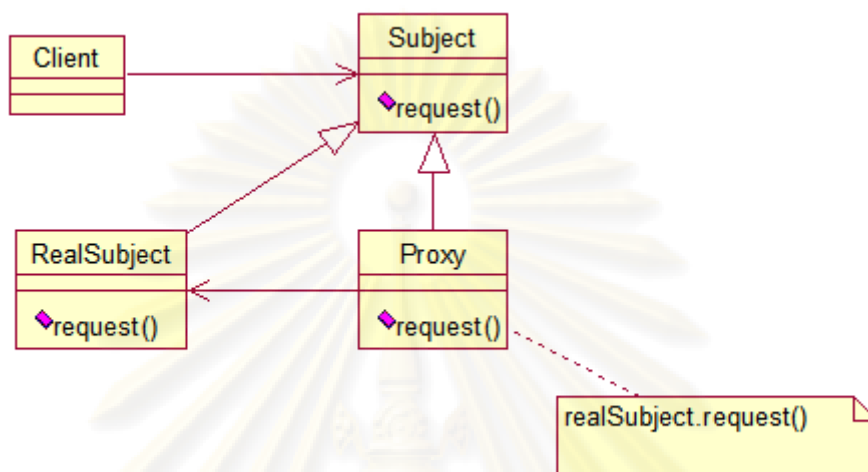 Subject
Client
request()
RealSubject
Proxy
request()
request()
realSubject.request()